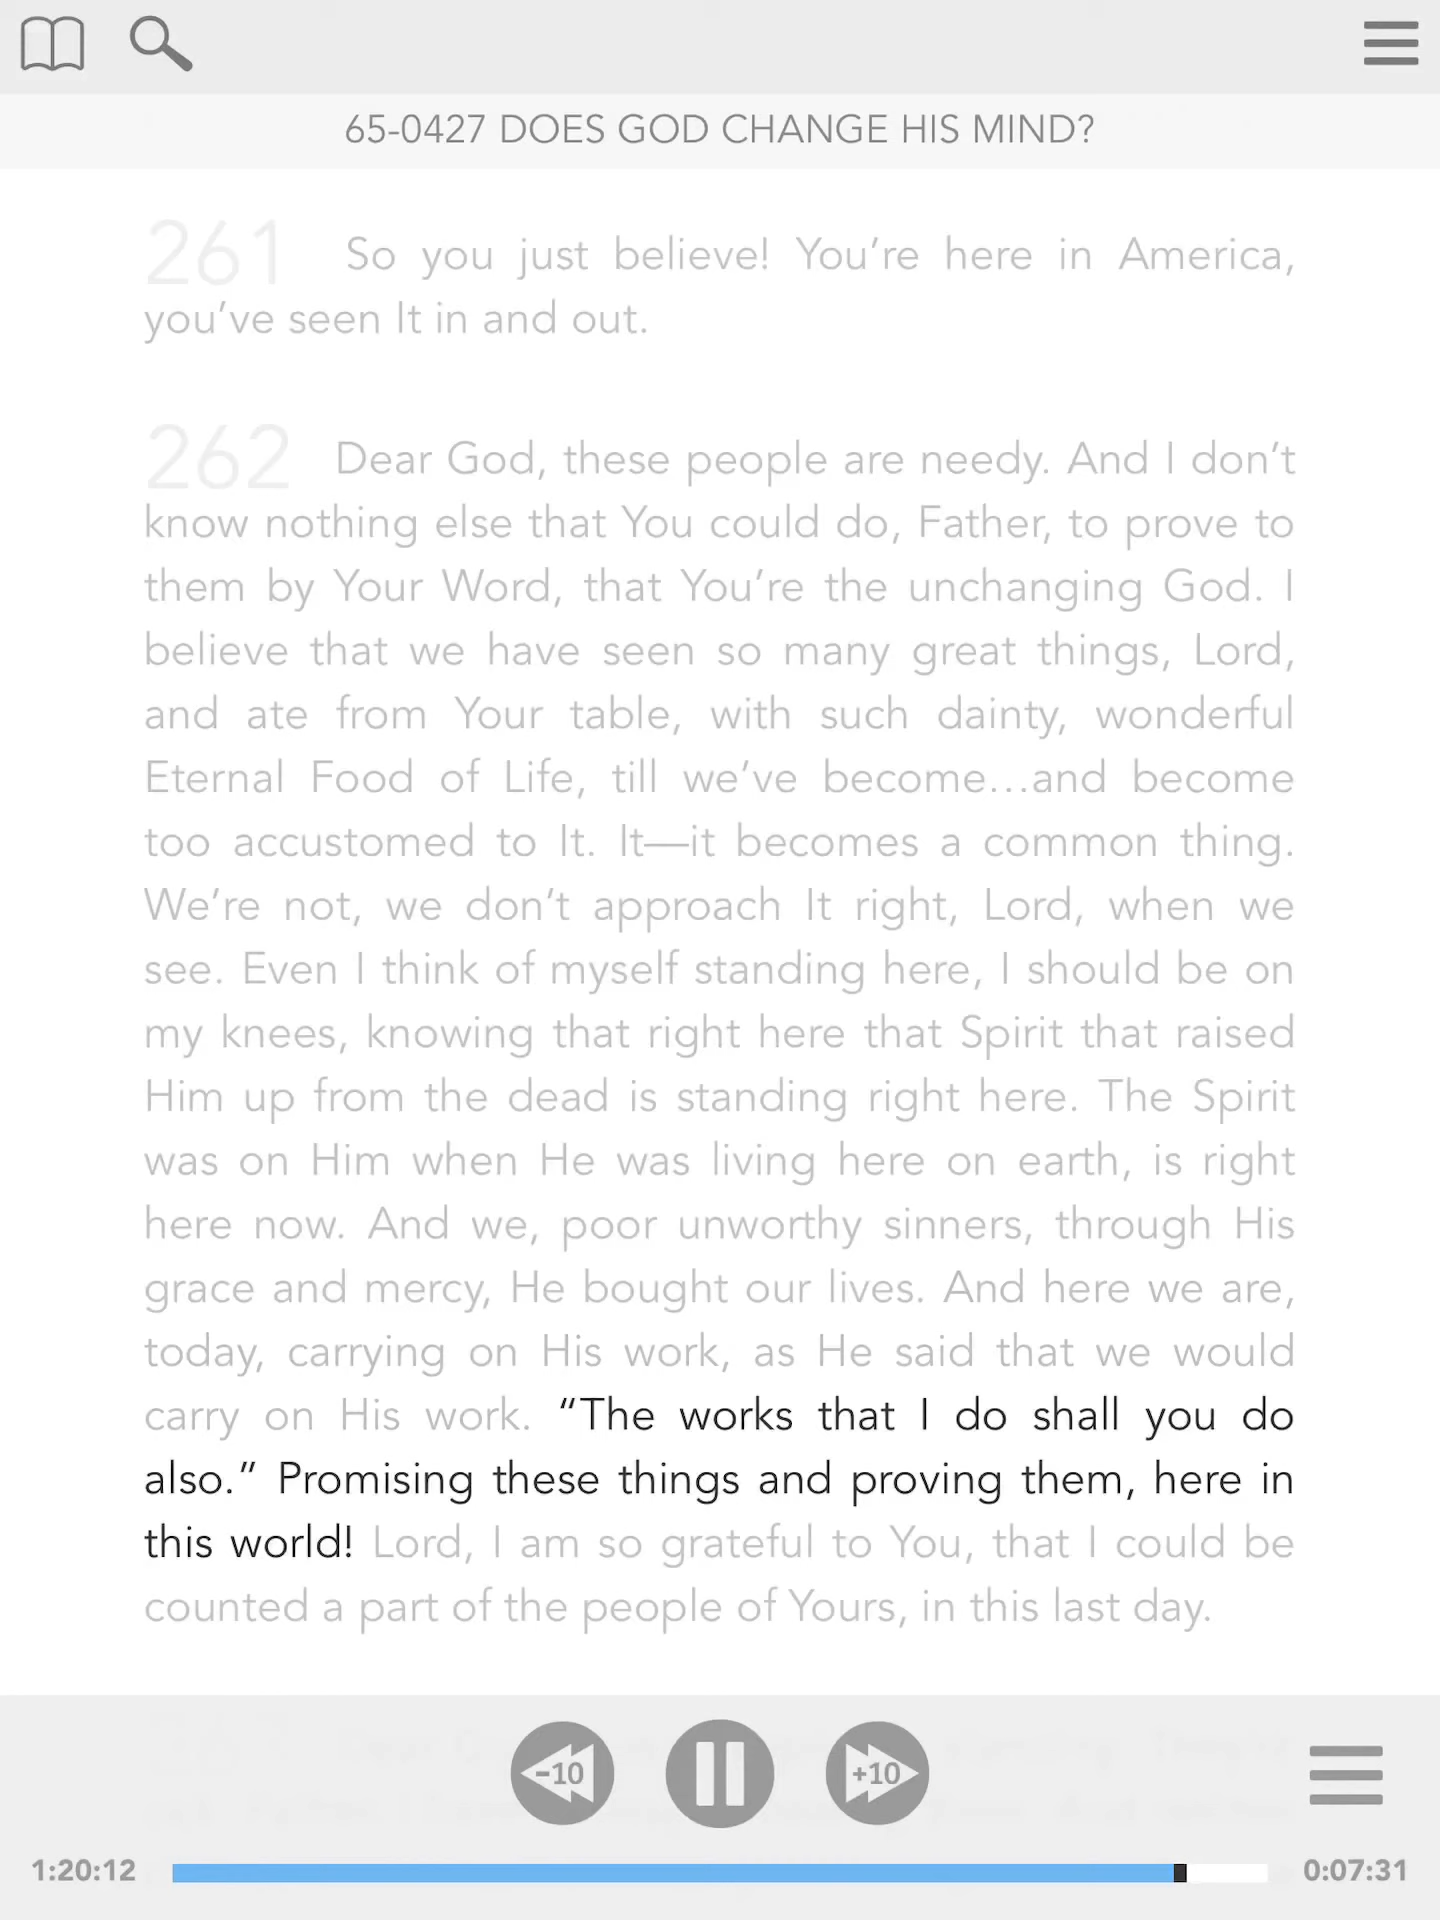 65-0427 DOES GOD CHANGE HIS MIND?
261 So you just believe! You’re here in America,
you’ve seen It in and out.
262 Dear God, these people are needy. And I don’t
know nothing else that You could do, Father, to prove to
them by Your Word, that You’re the unchanging God. I
believe that we have seen so many great things, Lord,
and ate from Your table, with such dainty, wonderful
Eternal Food of Life, till we’ve become…and become
too accustomed to It. It—it becomes a common thing.
We’re not, we don’t approach It right, Lord, when we
see. Even I think of myself standing here, I should be on
my knees, knowing that right here that Spirit that raised
Him up from the dead is standing right here. The Spirit
was on Him when He was living here on earth, is right
here now. And we, poor unworthy sinners, through His
grace and mercy, He bought our lives. And here we are,
today, carrying on His work, as He said that we would
carry on His work. “The works that I do shall you do
also.” Promising these things and proving them, here in
this world! Lord, I am so grateful to You, that I could be
counted a part of the people of Yours, in this last day.
-10 +10
1:20:12 0:07:31